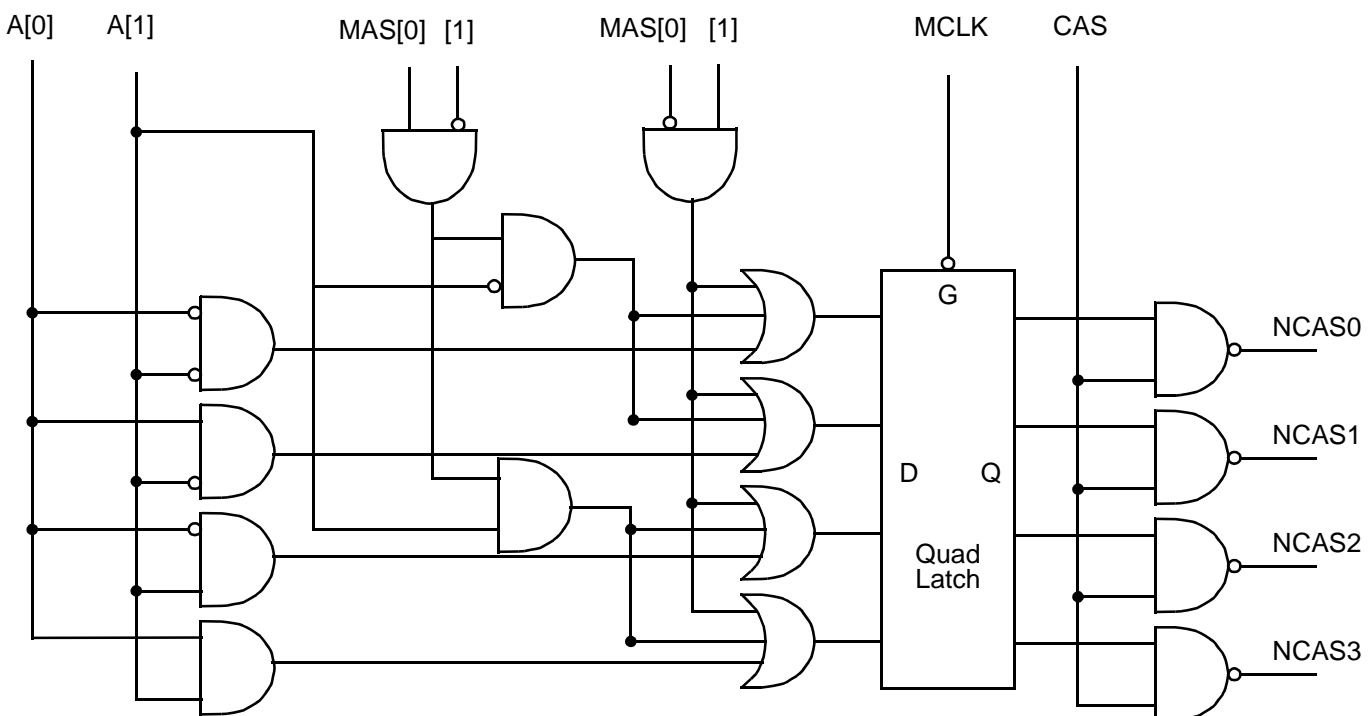 A[0] A[1] MAS[0] [1] MAS[0] [1] MCLK CAS
G
NCAS0
NCAS1
D Q
NCAS2
Quad
Latch
NCAS3